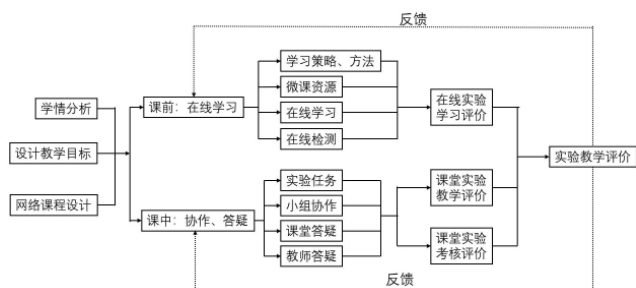 反馈
学情分析
设计教学目标
网络课程设计
课前：在线学习
课中：协作、答疑
学习策略、方法
微课资源
在线学习
在线检测
实验任务
小组协作
课堂答疑
教师答疑
在线实验
学习评价
课堂实验
教学评价
课堂实验
考核评价
实验教学评价
反馈